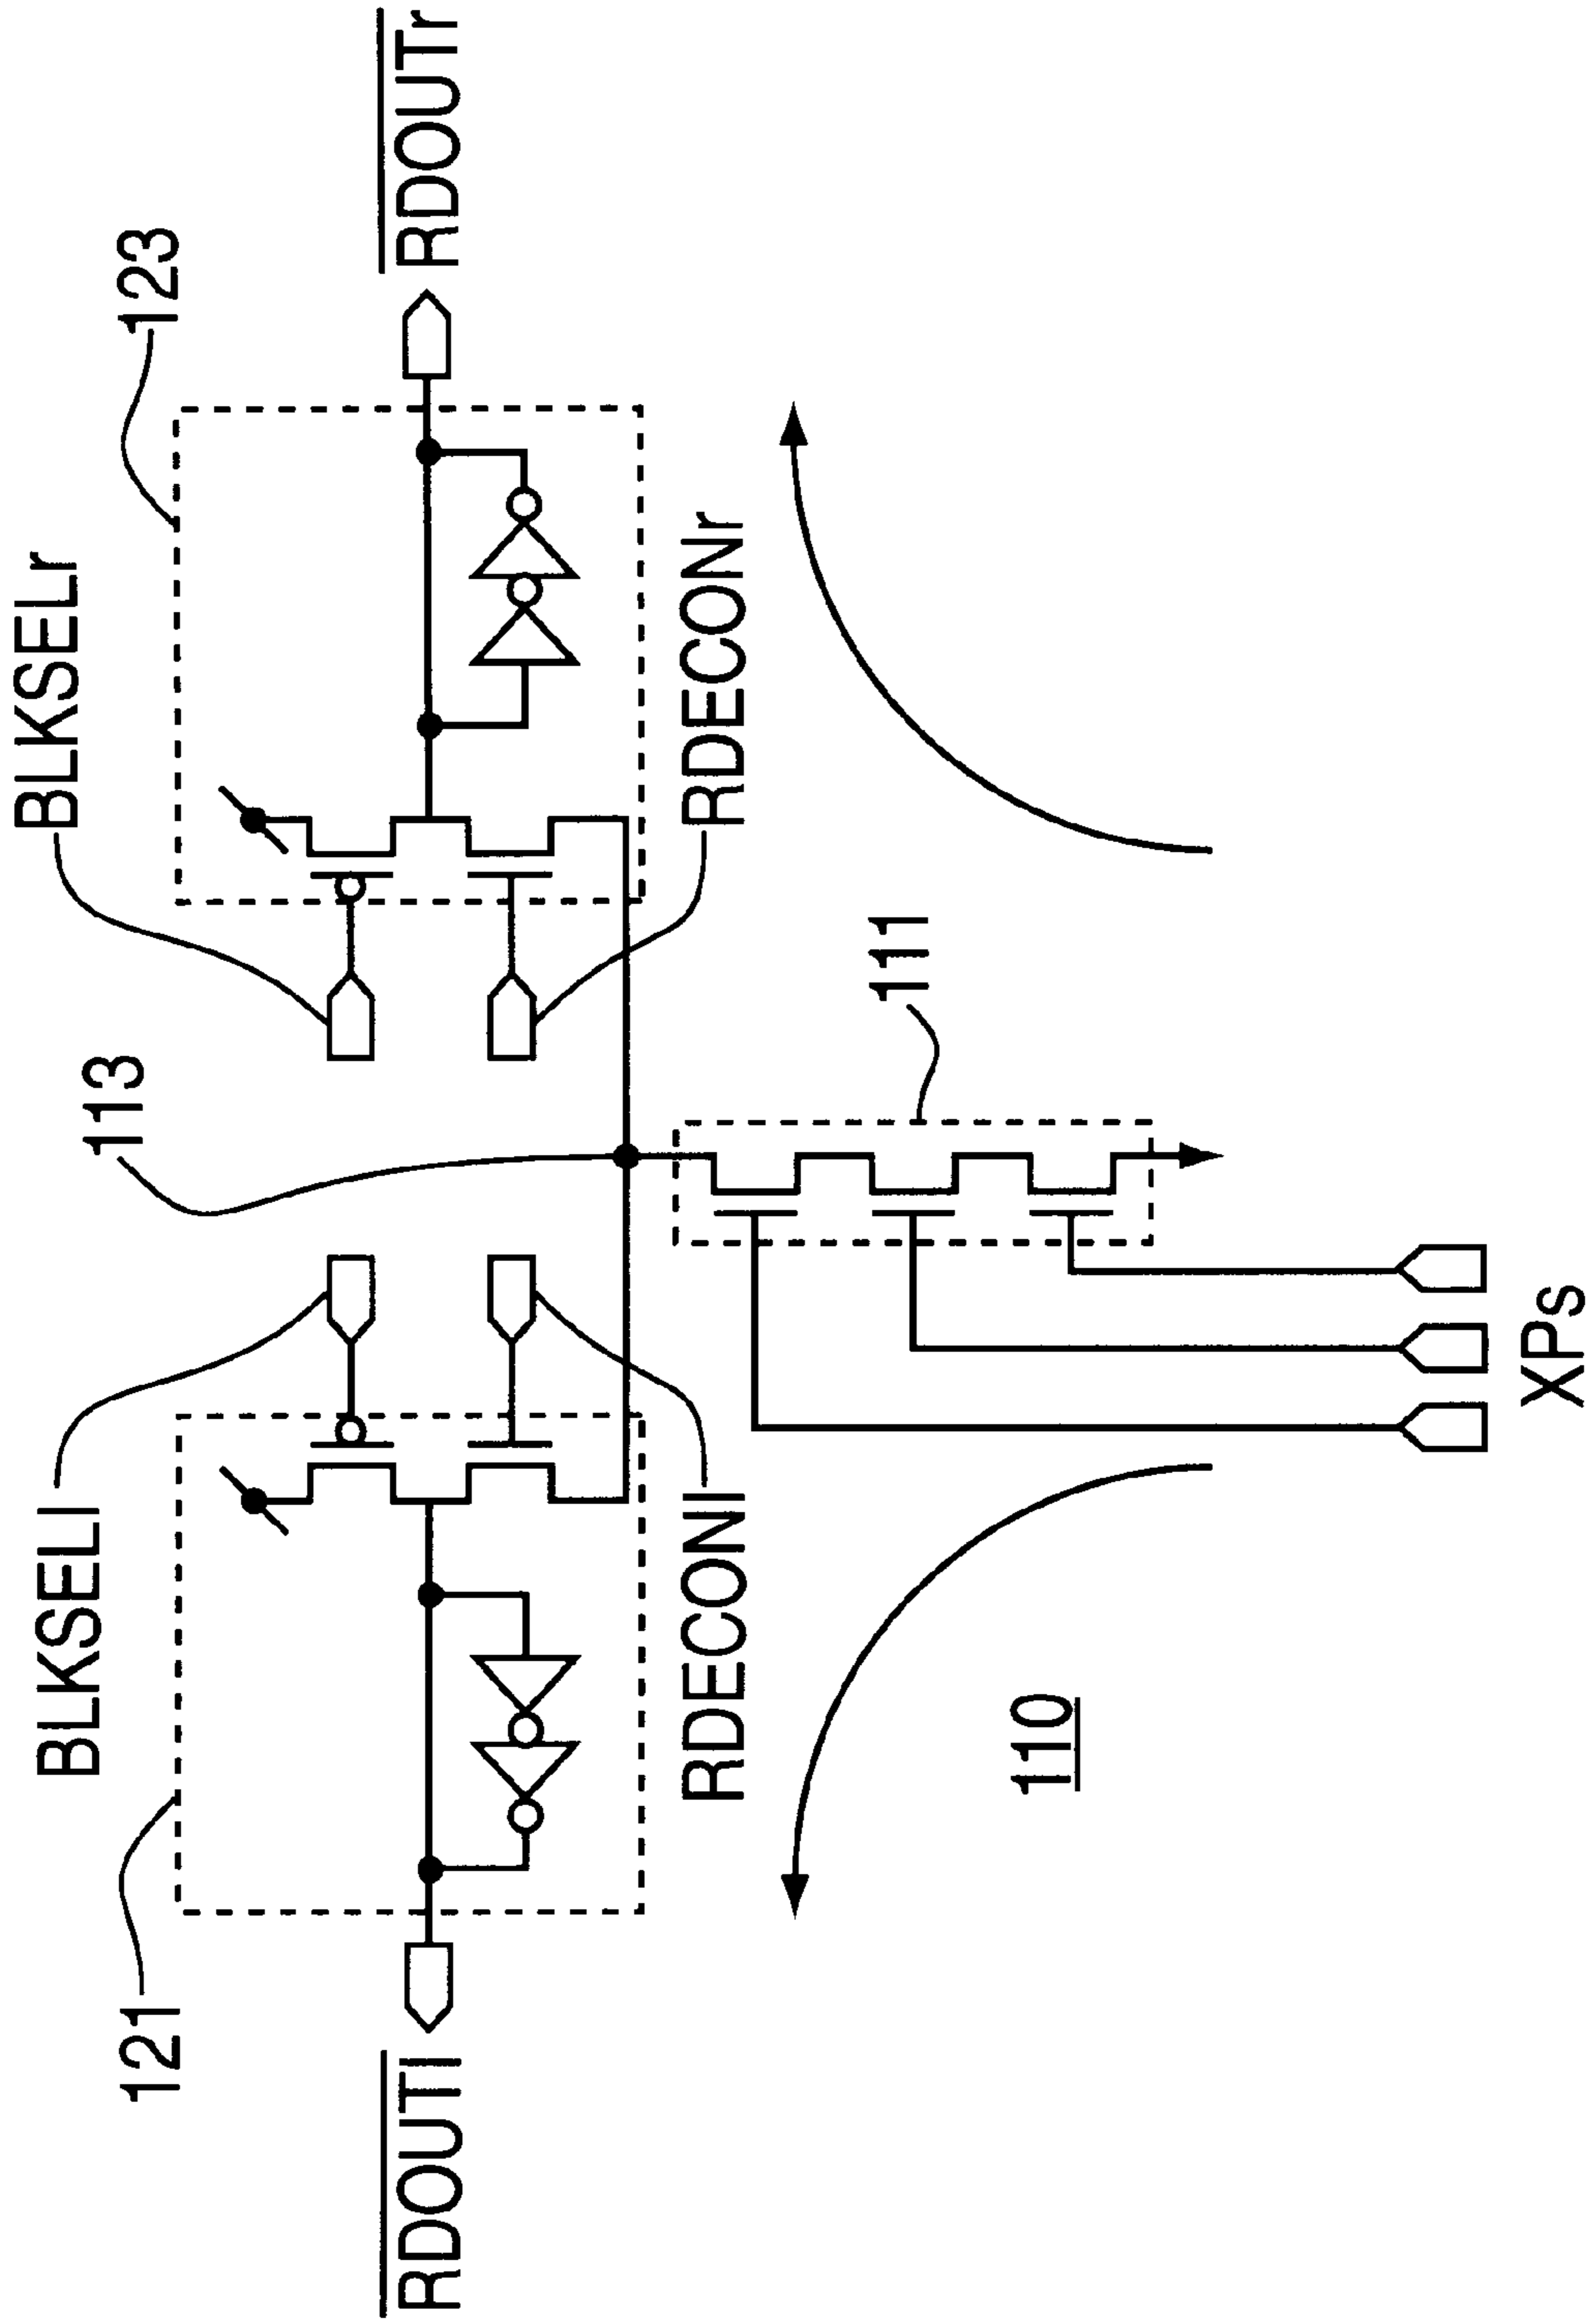 BLKSELl
BLKSELr
113
121
123
RDOUTl
RDOUTr
RDECONl
RDECONr
111
110
XPs